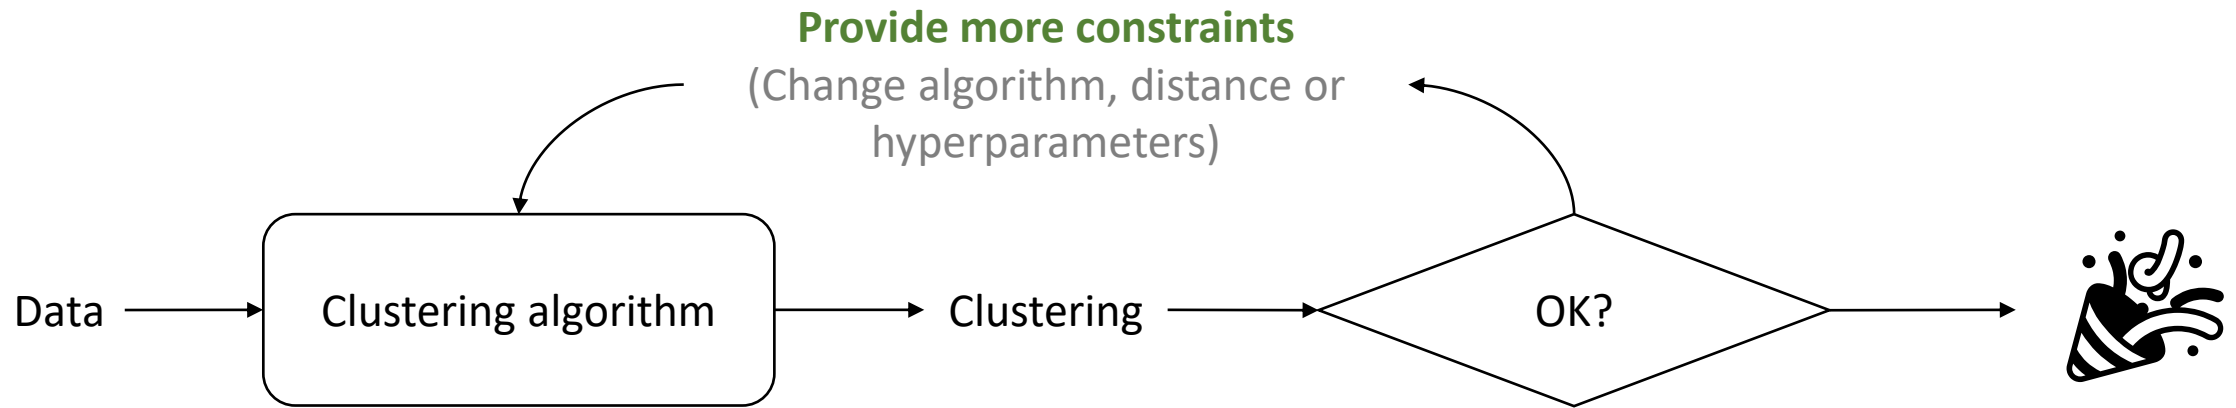 Provide more constraints
(Change algorithm, distance or
hyperparameters)
Data
Clustering algorithm
Clustering
OK?